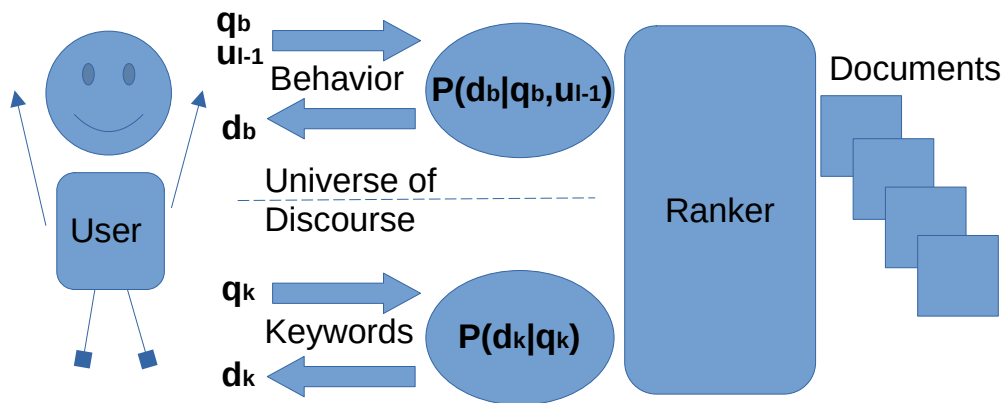 qb
ul-1
Behavior
P(db|qb,ul-1)
db
Documents
Universe of
Discourse
User
Ranker
qk
Keywords
P(dk|qk)
dk